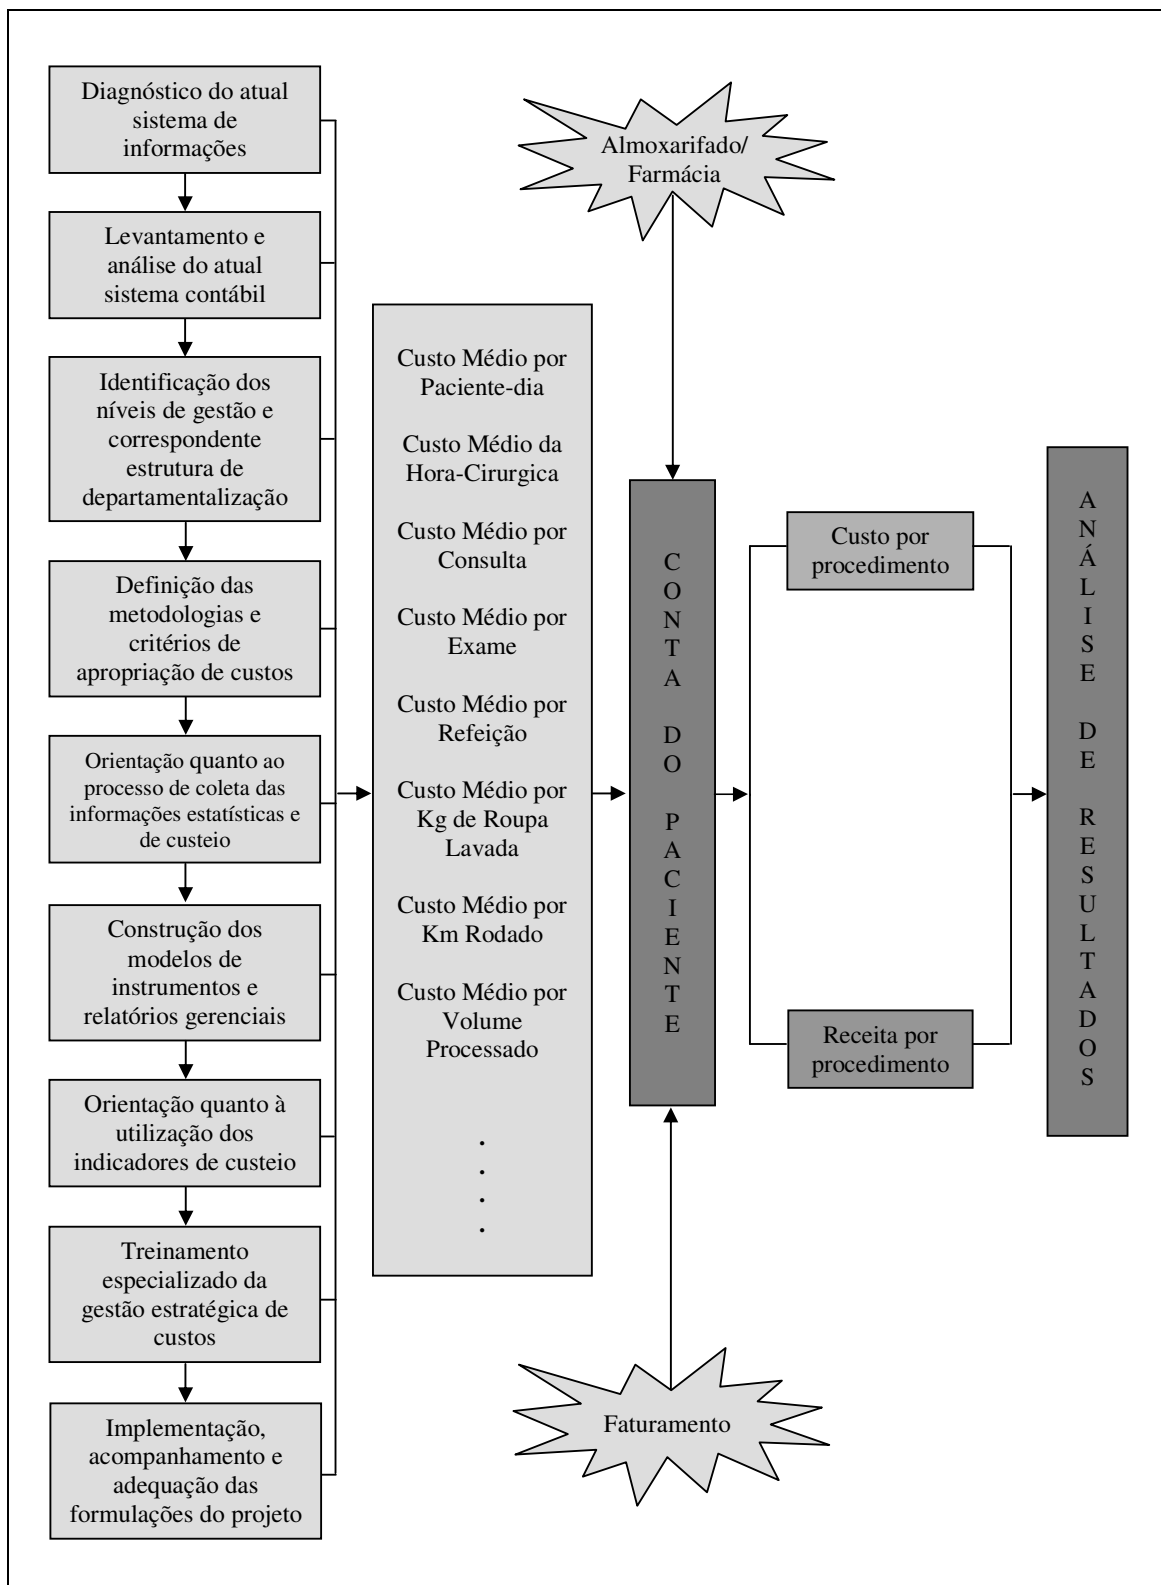 Diagnóstico do atual
sistema de
informações
Levantamento e
análise do atual
sistema contábil
Identificação dos
níveis de gestão e
correspondente
estrutura de
departamentalização
Definição das
metodologias e
critérios de
apropriação de custos
Orientação quanto ao
processo de coleta das
informações estatísticas e
de custeio
Construção dos
modelos de
instrumentos e
relatórios gerenciais
Orientação quanto à
utilização dos
indicadores de custeio
Treinamento
especializado da
gestão estratégica de
custos
Implementação,
acompanhamento e
adequação das
formulações do projeto
Custo Médio por
Paciente-dia
Custo Médio da
Hora-Cirurgica
Custo Médio por
Consulta
Custo Médio por
Exame
Custo Médio por
Refeição
Custo Médio por
Kg de Roupa
Lavada
Custo Médio por
Km Rodado
Custo Médio por
Volume
Processado
.
.
.
.
Almoxarifado/
Farmácia
CONTA DO PACIENTE
Faturamento
Custo por
procedimento
Receita por
procedimento
ANÁLISE DE RESULTADOS